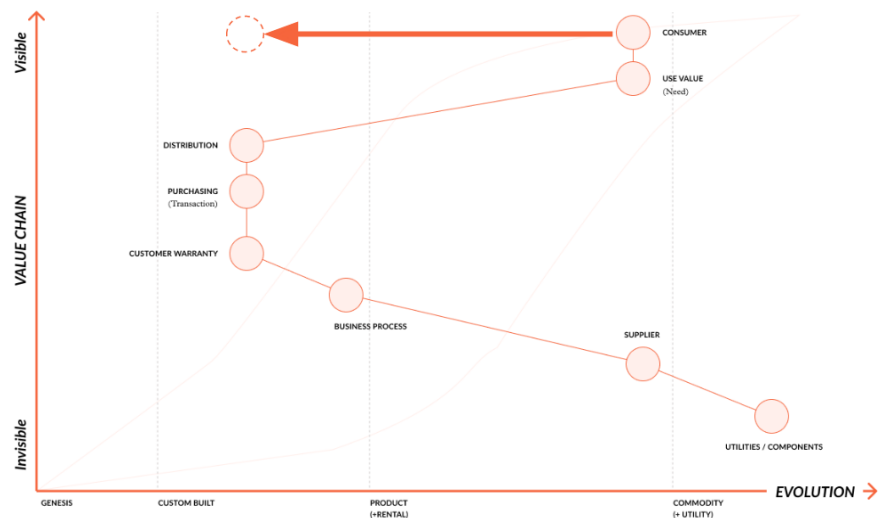 Visible
CONSUMER
USE VALUE
(Need)
DISTRIBUTION
PURCHASING
(Transaction)
VALUE CHAIN
CUSTOMER WARRANTY
BUSINESS PROCESS
SUPPLIER
Invisible
UTILITIES / COMPONENTS
EVOLUTION
GENESIS
CUSTOM BUILT
PRODUCT
(+RENTAL)
COMMODITY
(+ UTILITY)